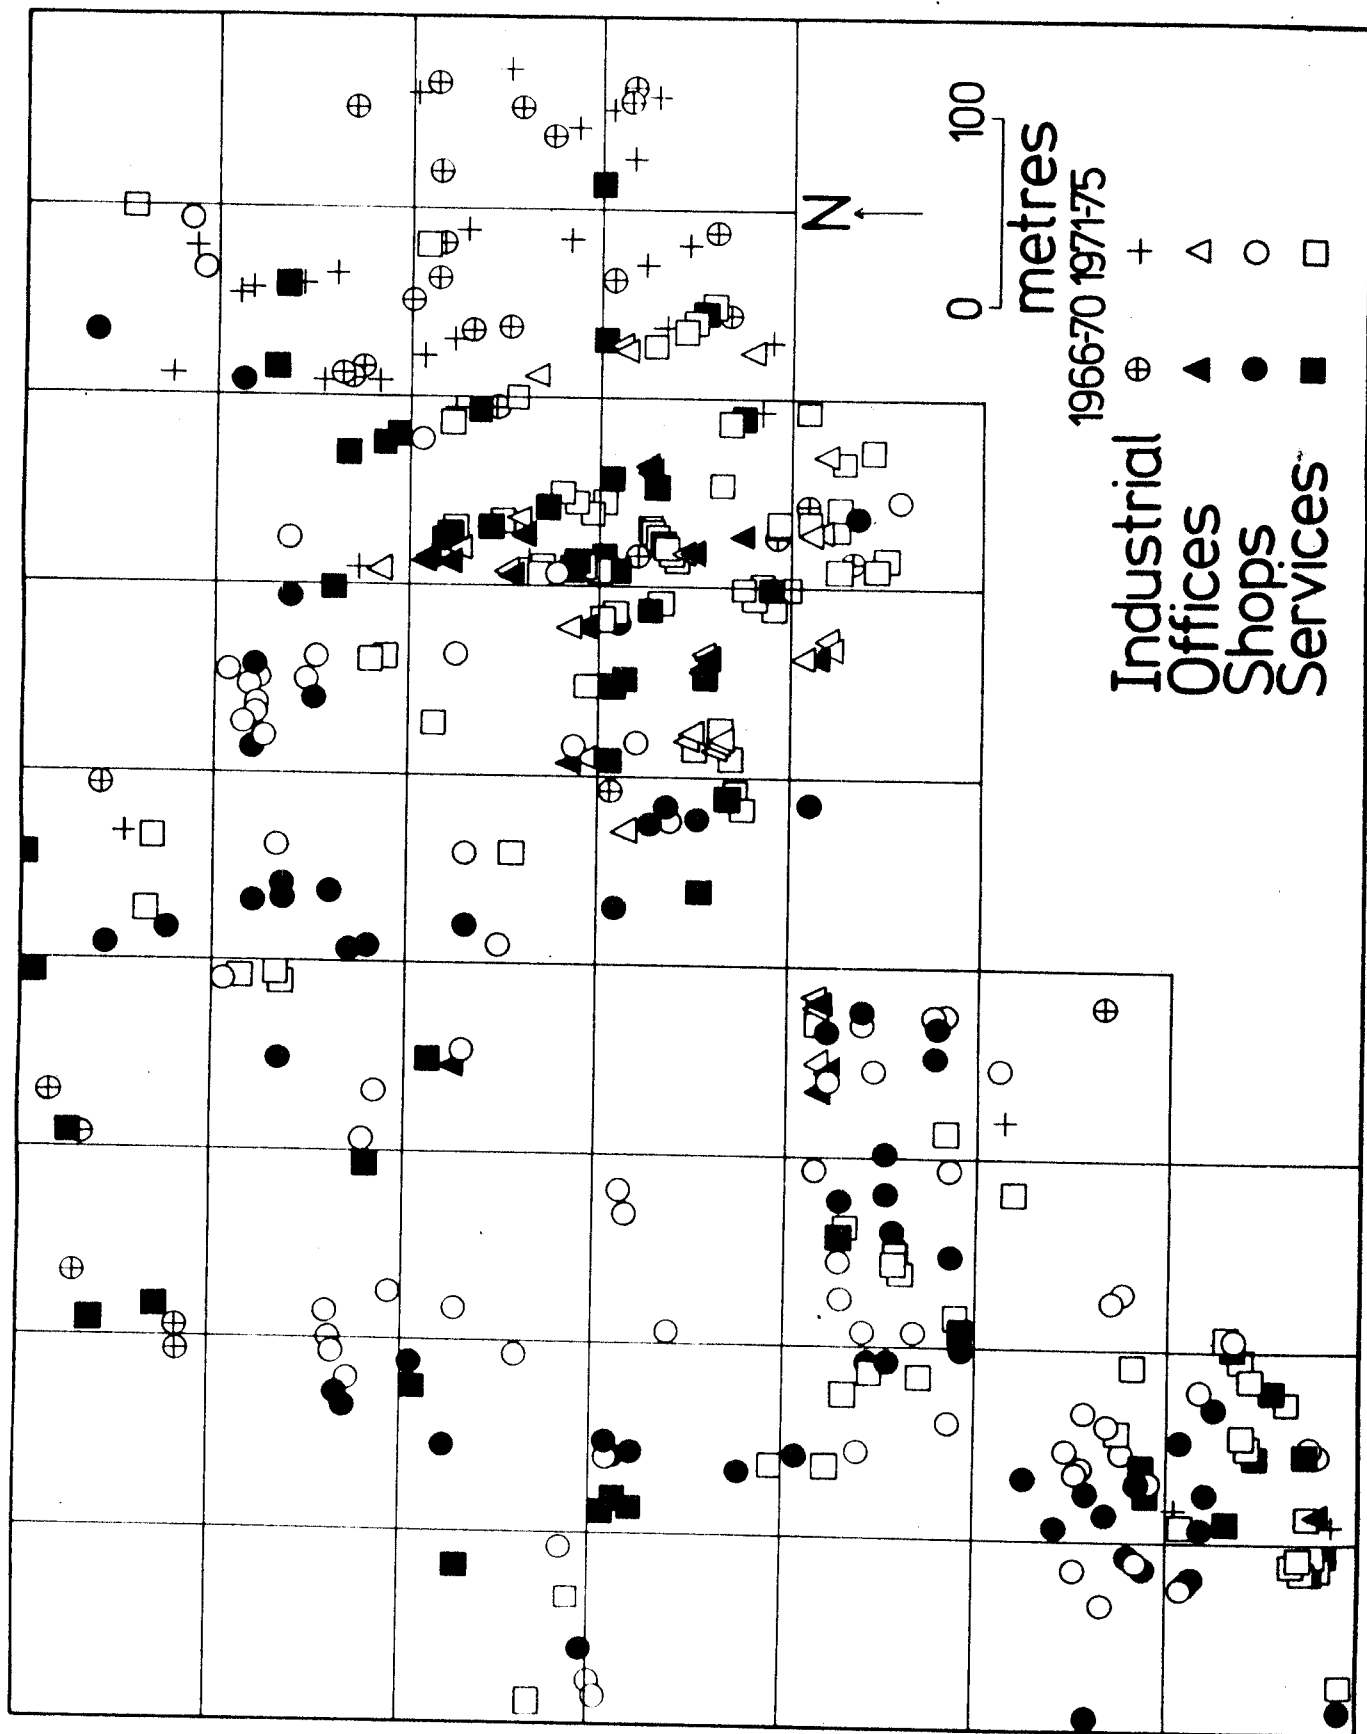 N
0 100
metres
1966-70 1971-75
Industrial
Offices
Shops
Services